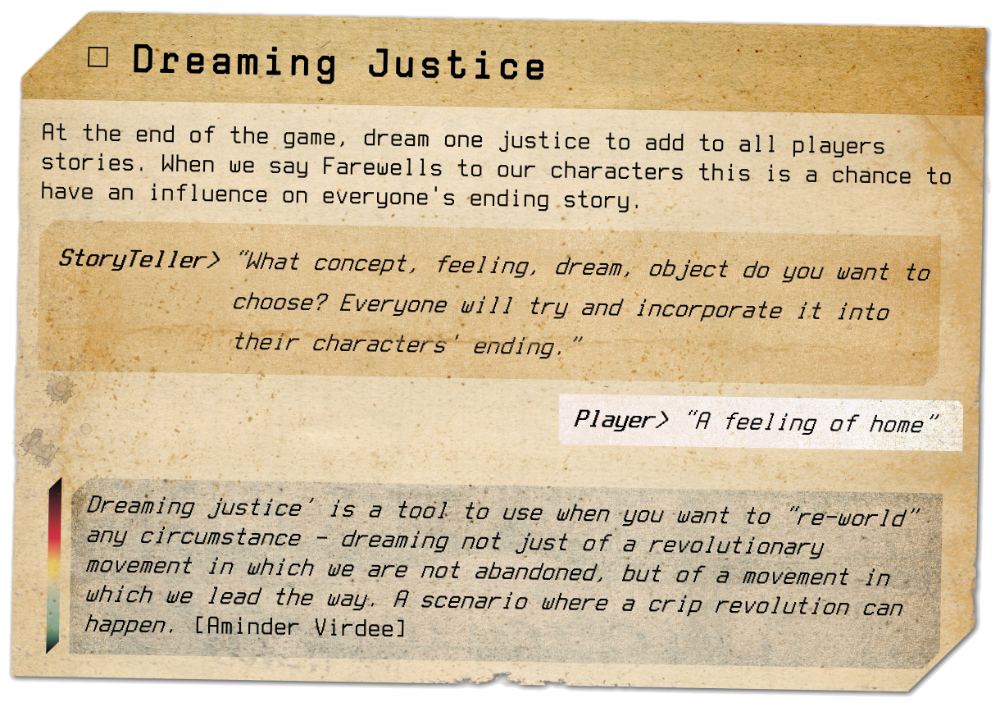 □ Dreaming Justice
At the end of the game, dream one justice to add to all players
stories. When we say Farewells to our characters this is a chance to
have an influence on everyone's ending story.
StoryTeller> "What concept, feeling, dream, object do you want to
choose? Everyone will try and incorporate it into
their characters' ending."
Player> "A feeling of home"
Dreaming justice' is a tool to use when you want to "re-world"
any circumstance – dreaming not just of a revolutionary
movement in which we are not abandoned, but of a movement in
which we lead the way. A scenario where a crip revolution can
happen. [Aminder Virdee]